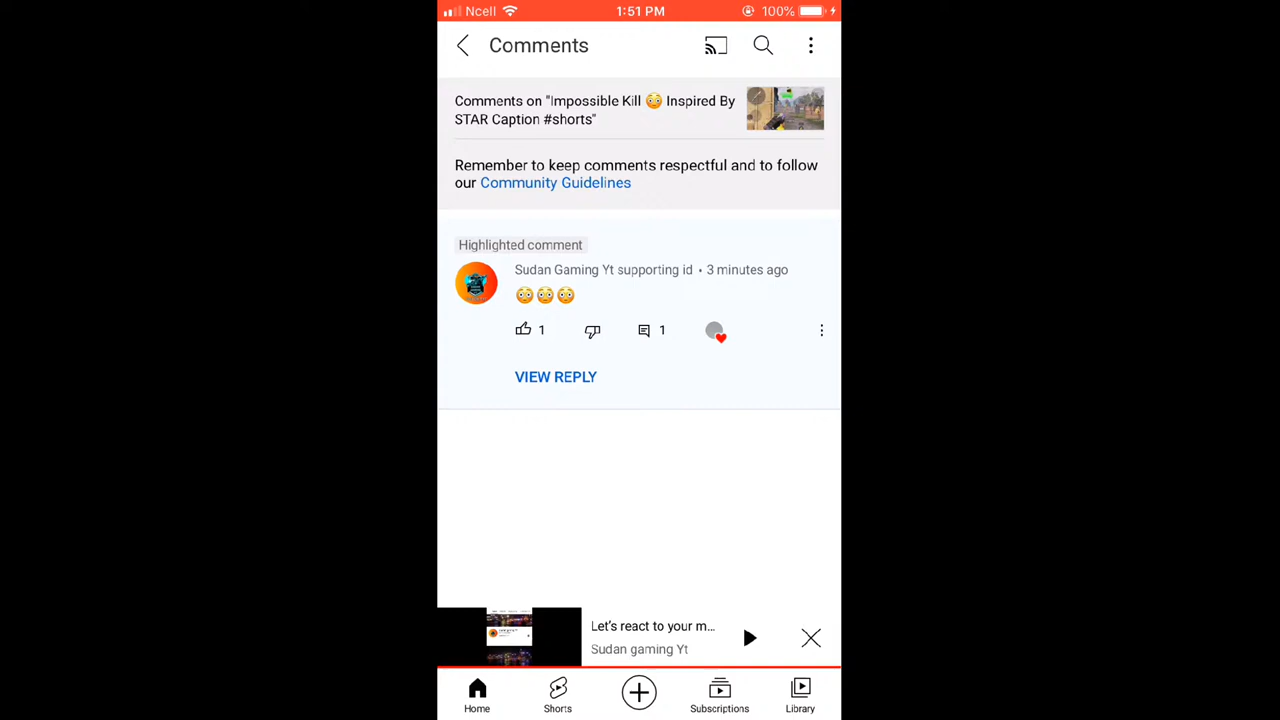 Ncell 1:51 PM 100%
Comments
Comments on "Impossible Kill 😳 Inspired By
STAR Caption #shorts"
Remember to keep comments respectful and to follow
our Community Guidelines
Highlighted comment
Sudan Gaming Yt supporting id • 3 minutes ago
😳😳😳
1 1
VIEW REPLY
Let's react to your m...
Sudan gaming Yt
Home Shorts Subscriptions Library